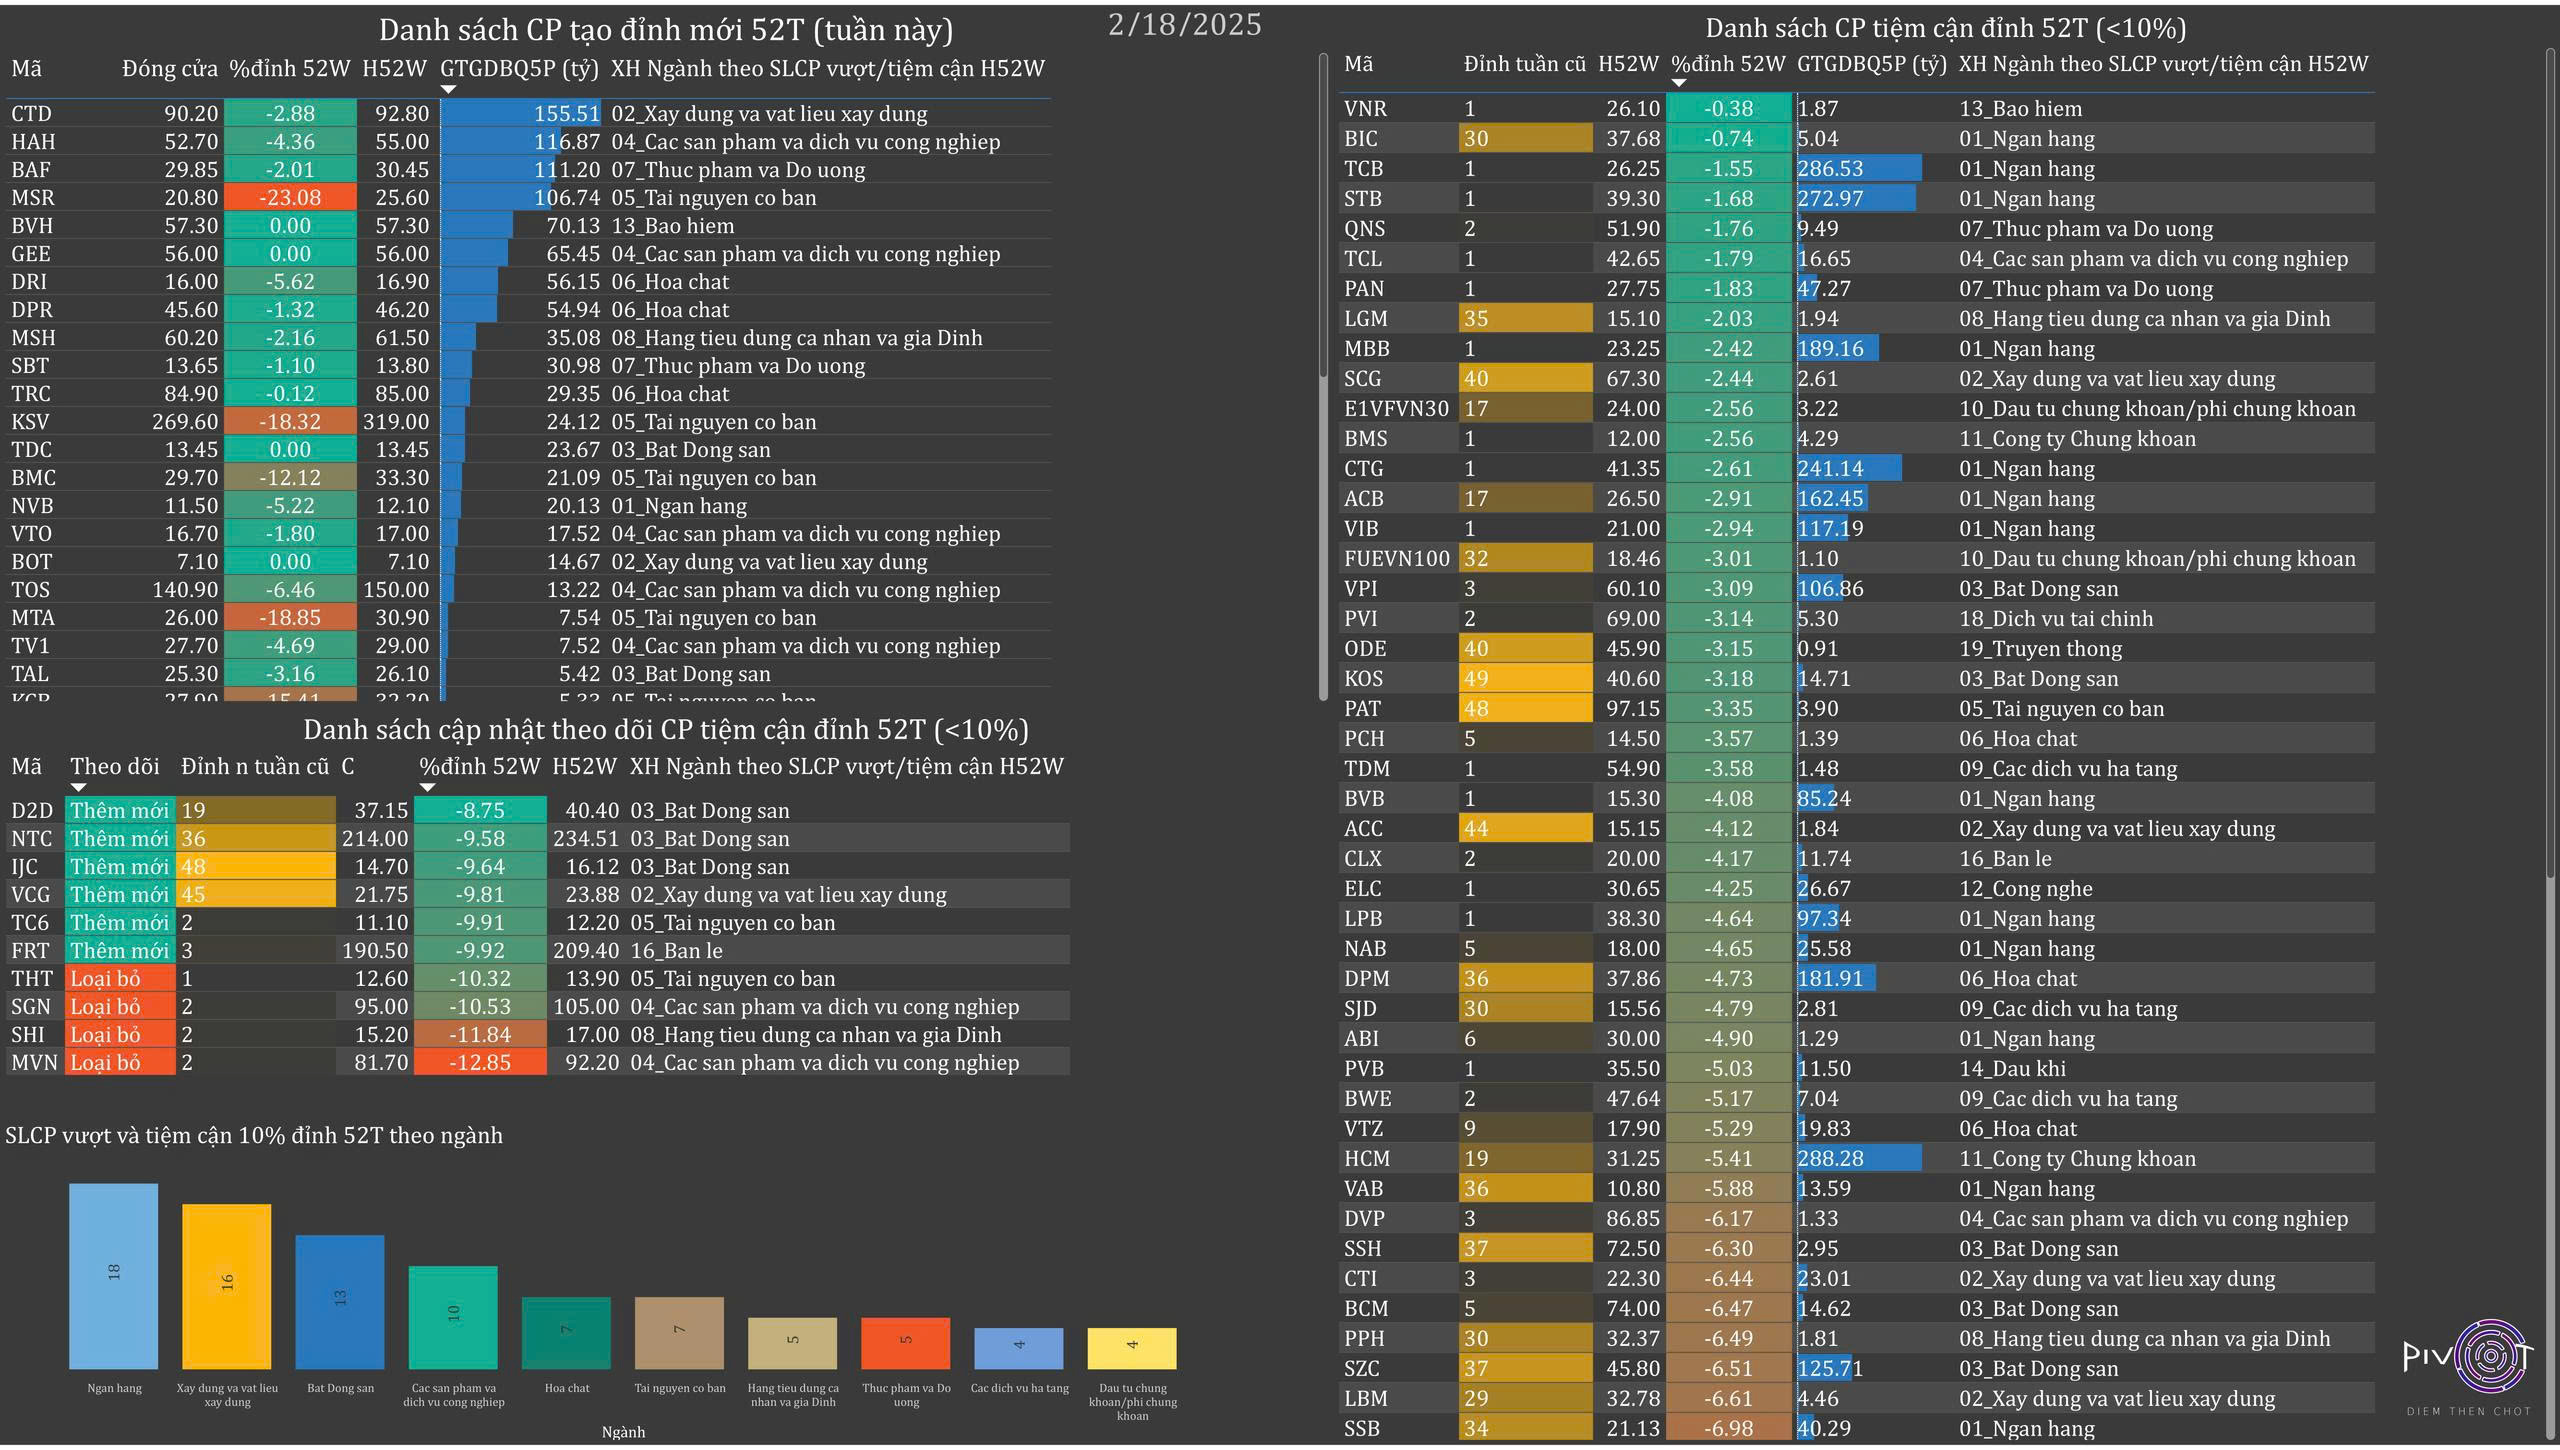 Danh sách CP tạo đỉnh mới 52T (tuần này)
2/18/2025
Mã Đóng cửa %đỉnh 52W H52W GTGDBQ5P (tỷ) XH Ngành theo SLCP vượt/tiệm cận H52W
CTD 90.20 -2.88 92.80 155.51 02_Xay dung va vat lieu xay dung
HAH 52.70 -4.36 55.00 116.87 04_Cac san pham va dich vu cong nghiep
BAF 29.85 -2.01 30.45 111.20 07_Thuc pham va Do uong
MSR 20.80 -23.08 25.60 106.74 05_Tai nguyen co ban
BVH 57.30 0.00 57.30 70.13 13_Bao hiem
GEE 56.00 0.00 56.00 65.45 04_Cac san pham va dich vu cong nghiep
DRI 16.00 -5.62 16.90 56.15 06_Hoa chat
DPR 45.60 -1.32 46.20 54.94 06_Hoa chat
MSH 60.20 -2.16 61.50 35.08 08_Hang tieu dung ca nhan va gia Dinh
SBT 13.65 -1.10 13.80 30.98 07_Thuc pham va Do uong
TRC 84.90 -0.12 85.00 29.35 06_Hoa chat
KSV 269.60 -18.32 319.00 24.12 05_Tai nguyen co ban
TDC 13.45 0.00 13.45 23.67 03_Bat Dong san
BMC 29.70 -12.12 33.30 21.09 05_Tai nguyen co ban
NVB 11.50 -5.22 12.10 20.13 01_Ngan hang
VTO 16.70 -1.80 17.00 17.52 04_Cac san pham va dich vu cong nghiep
BOT 7.10 0.00 7.10 14.67 02_Xay dung va vat lieu xay dung
TOS 140.90 -6.46 150.00 13.22 04_Cac san pham va dich vu cong nghiep
MTA 26.00 -18.85 30.90 7.54 05_Tai nguyen co ban
TV1 27.70 -4.69 29.00 7.52 04_Cac san pham va dich vu cong nghiep
TAL 25.30 -3.16 26.10 5.42 03_Bat Dong san
Danh sách cập nhật theo dõi CP tiệm cận đỉnh 52T (<10%)
Mã Theo dõi Đỉnh n tuần cũ C %đỉnh 52W H52W XH Ngành theo SLCP vượt/tiệm cận H52W
D2D Thêm mới 19 37.15 -8.75 40.40 03_Bat Dong san
NTC Thêm mới 36 214.00 -9.58 234.51 03_Bat Dong san
IJC Thêm mới 48 14.70 -9.64 16.12 03_Bat Dong san
VCG Thêm mới 45 21.75 -9.81 23.88 02_Xay dung va vat lieu xay dung
TC6 Thêm mới 2 11.10 -9.91 12.20 05_Tai nguyen co ban
FRT Thêm mới 3 190.50 -9.92 209.40 16_Ban le
THT Loại bỏ 1 12.60 -10.32 13.90 05_Tai nguyen co ban
SGN Loại bỏ 2 95.00 -10.53 105.00 04_Cac san pham va dich vu cong nghiep
SHI Loại bỏ 2 15.20 -11.84 17.00 08_Hang tieu dung ca nhan va gia Dinh
MVN Loại bỏ 2 81.70 -12.85 92.20 04_Cac san pham va dich vu cong nghiep
SLCP vượt và tiệm cận 10% đỉnh 52T theo ngành
18 16 13 10 7 7 5 5 4 4
Ngan hang
Xay dung va vat lieu
xay dung
Bat Dong san
Cac san pham va
dich vu cong nghiep
Hoa chat
Tai nguyen co ban
Hang tieu dung ca
nhan va gia Dinh
Thuc pham va Do
uong
Cac dich vu ha tang
Dau tu chung
khoan/phi chung
khoan
Ngành
Danh sách CP tiệm cận đỉnh 52T (<10%)
Mã Đỉnh tuần cũ H52W %đỉnh 52W GTGDBQ5P (tỷ) XH Ngành theo SLCP vượt/tiệm cận H52W
VNR 1 26.10 -0.38 1.87 13_Bao hiem
BIC 30 37.68 -0.74 5.04 01_Ngan hang
TCB 1 26.25 -1.55 286.53 01_Ngan hang
STB 1 39.30 -1.68 272.97 01_Ngan hang
QNS 2 51.90 -1.76 9.49 07_Thuc pham va Do uong
TCL 1 42.65 -1.79 16.65 04_Cac san pham va dich vu cong nghiep
PAN 1 27.75 -1.83 47.27 07_Thuc pham va Do uong
LGM 35 15.10 -2.03 1.94 08_Hang tieu dung ca nhan va gia Dinh
MBB 1 23.25 -2.42 189.16 01_Ngan hang
SCG 40 67.30 -2.44 2.61 02_Xay dung va vat lieu xay dung
E1VFVN30 17 24.00 -2.56 3.22 10_Dau tu chung khoan/phi chung khoan
BMS 1 12.00 -2.56 4.29 11_Cong ty Chung khoan
CTG 1 41.35 -2.61 241.14 01_Ngan hang
ACB 17 26.50 -2.91 162.45 01_Ngan hang
VIB 1 21.00 -2.94 117.19 01_Ngan hang
FUEVN100 32 18.46 -3.01 1.10 10_Dau tu chung khoan/phi chung khoan
VPI 3 60.10 -3.09 106.86 03_Bat Dong san
PVI 2 69.00 -3.14 5.30 18_Dich vu tai chinh
ODE 40 45.90 -3.15 0.91 19_Truyen thong
KOS 49 40.60 -3.18 14.71 03_Bat Dong san
PAT 48 97.15 -3.35 3.90 05_Tai nguyen co ban
PCH 5 14.50 -3.57 1.39 06_Hoa chat
TDM 1 54.90 -3.58 1.48 09_Cac dich vu ha tang
BVB 1 15.30 -4.08 85.24 01_Ngan hang
ACC 44 15.15 -4.12 1.84 02_Xay dung va vat lieu xay dung
CLX 2 20.00 -4.17 11.74 16_Ban le
ELC 1 30.65 -4.25 26.67 12_Cong nghe
LPB 1 38.30 -4.64 97.34 01_Ngan hang
NAB 5 18.00 -4.65 25.58 01_Ngan hang
DPM 36 37.86 -4.73 181.91 06_Hoa chat
SJD 30 15.56 -4.79 2.81 09_Cac dich vu ha tang
ABI 6 30.00 -4.90 1.29 01_Ngan hang
PVB 1 35.50 -5.03 11.50 14_Dau khi
BWE 2 47.64 -5.17 7.04 09_Cac dich vu ha tang
VTZ 9 17.90 -5.29 19.83 06_Hoa chat
HCM 19 31.25 -5.41 288.28 11_Cong ty Chung khoan
VAB 36 10.80 -5.88 13.59 01_Ngan hang
DVP 3 86.85 -6.17 1.33 04_Cac san pham va dich vu cong nghiep
SSH 37 72.50 -6.30 2.95 03_Bat Dong san
CTI 3 22.30 -6.44 23.01 02_Xay dung va vat lieu xay dung
BCM 5 74.00 -6.47 14.62 03_Bat Dong san
PPH 30 32.37 -6.49 1.81 08_Hang tieu dung ca nhan va gia Dinh
SZC 37 45.80 -6.51 125.71 03_Bat Dong san
LBM 29 32.78 -6.61 4.46 02_Xay dung va vat lieu xay dung
SSB 34 21.13 -6.98 40.29 01_Ngan hang
PIVOT
DIEM THEN CHOT